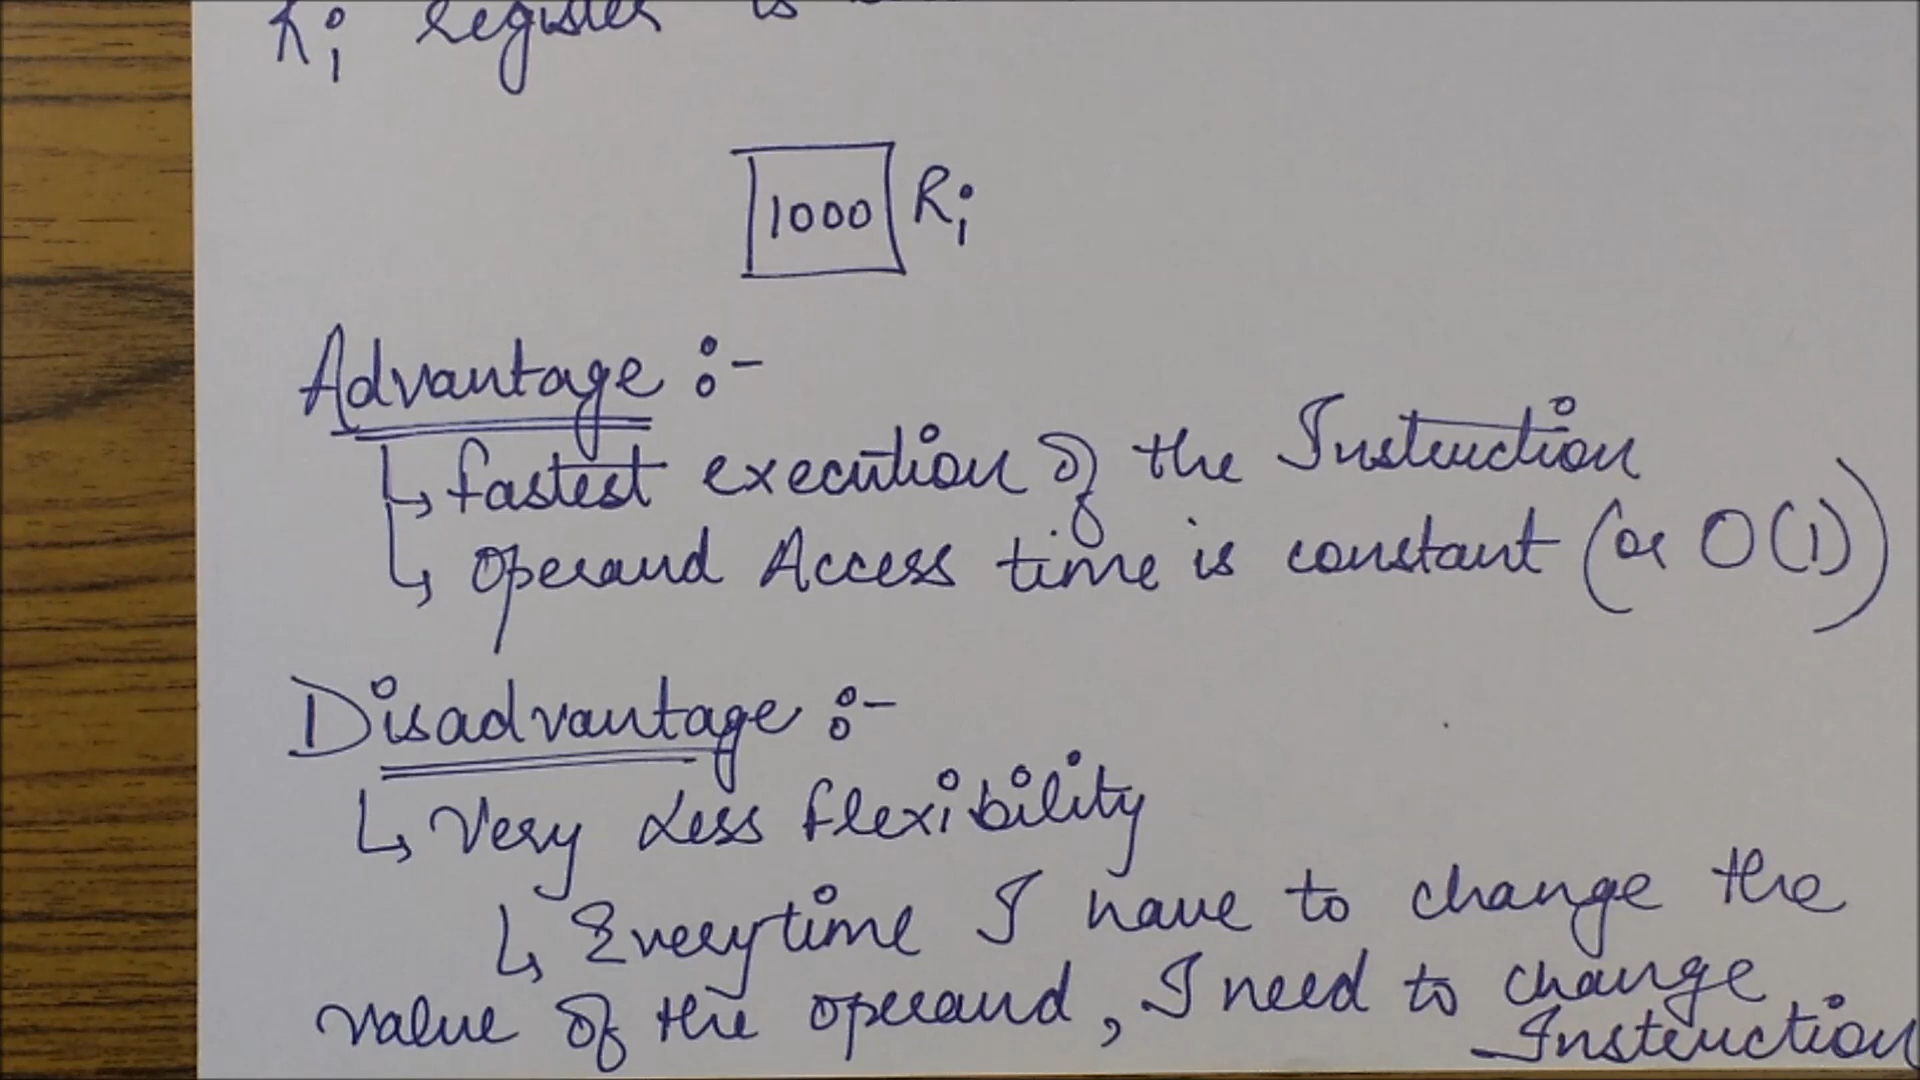 Ri register is
1000 Ri
Advantage :-
↳ fastest execution of the Instruction
↳ operand Access time is constant (or O(1))
Disadvantage :-
↳ Very Less flexibility
↳ Everytime I have to change the
value of the operand, I need to change
Instruction